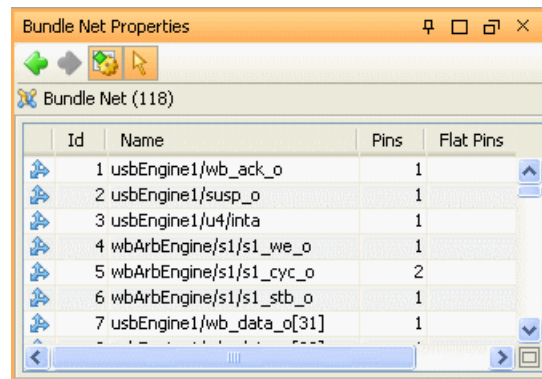 Bundle Net Properties
Bundle Net (118)
Id Name Pins Flat Pins
1 usbEngine1/wb_ack_o 1
2 usbEngine1/susp_o 1
3 usbEngine1/u4/inta 1
4 wbArbEngine/s1/s1_we_o 1
5 wbArbEngine/s1/s1_cyc_o 2
6 wbArbEngine/s1/s1_stb_o 1
7 usbEngine1/wb_data_o[31] 1